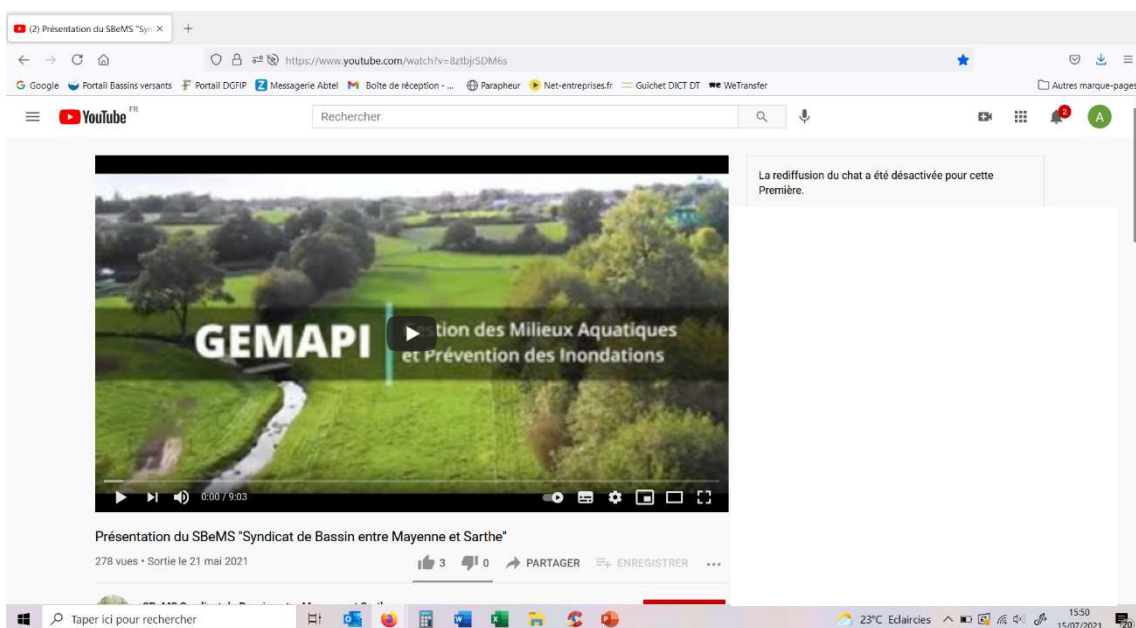 (2) Présentation du SBeMS "Syn
https://www.youtube.com/watch?v=8ztbjrSDM6s
Google Portail Bassins versants Portail DGFIP Messagerie Abtel Boîte de réception - ... Parapheur Net-entreprises.fr Guichet DICT DT WeTransfer Autres marque-pages
YouTube FR
Rechercher
2
A
La rediffusion du chat a été désactivée pour cette
Première.
GEMAPI
Gestion des Milieux Aquatiques
et Prévention des Inondations
0:00 / 9:03
Présentation du SBeMS "Syndicat de Bassin entre Mayenne et Sarthe"
278 vues • Sortie le 21 mai 2021
3 0 PARTAGER ENREGISTRER
Taper ici pour rechercher
23°C Eclaircies
15:50
15/07/2021
20